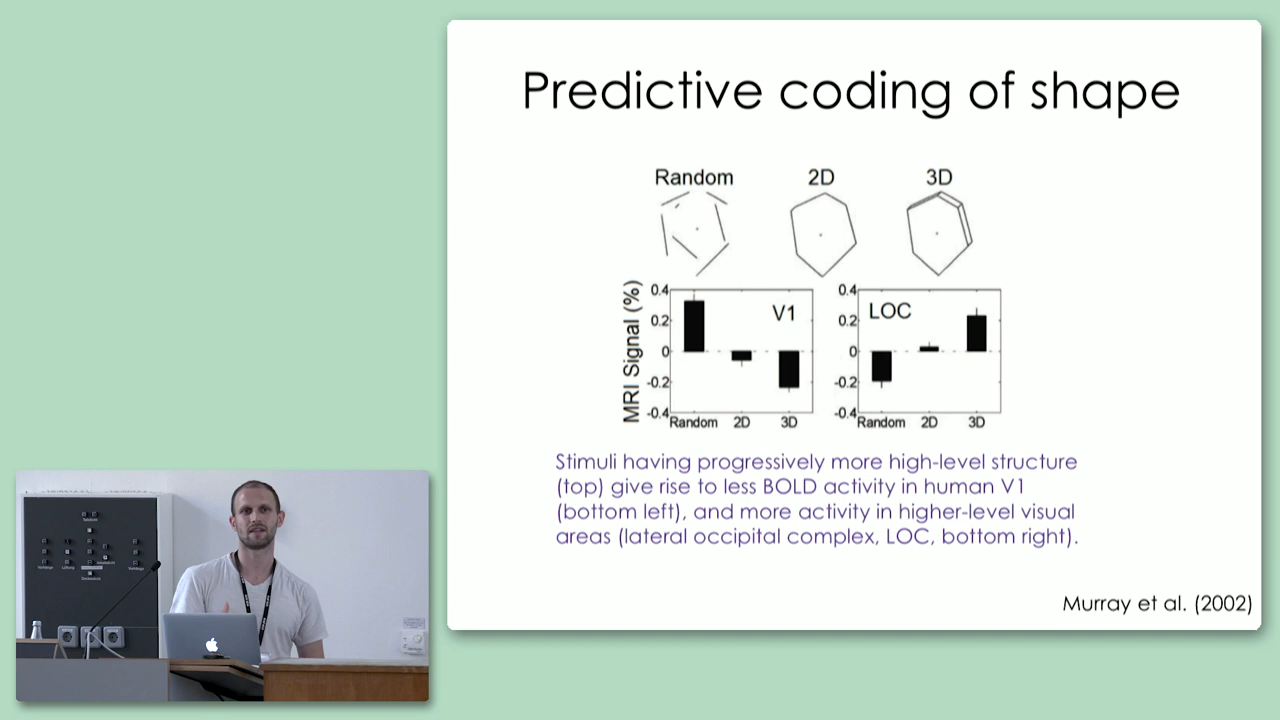 Predictive coding of shape
Random 2D 3D
MRI Signal (%)
0.4
0.2
0
-0.2
-0.4
V1
Random 2D 3D
0.4
0.2
0
-0.2
-0.4
LOC
Random 2D 3D
Stimuli having progressively more high-level structure
(top) give rise to less BOLD activity in human V1
(bottom left), and more activity in higher-level visual
areas (lateral occipital complex, LOC, bottom right).
Murray et al. (2002)